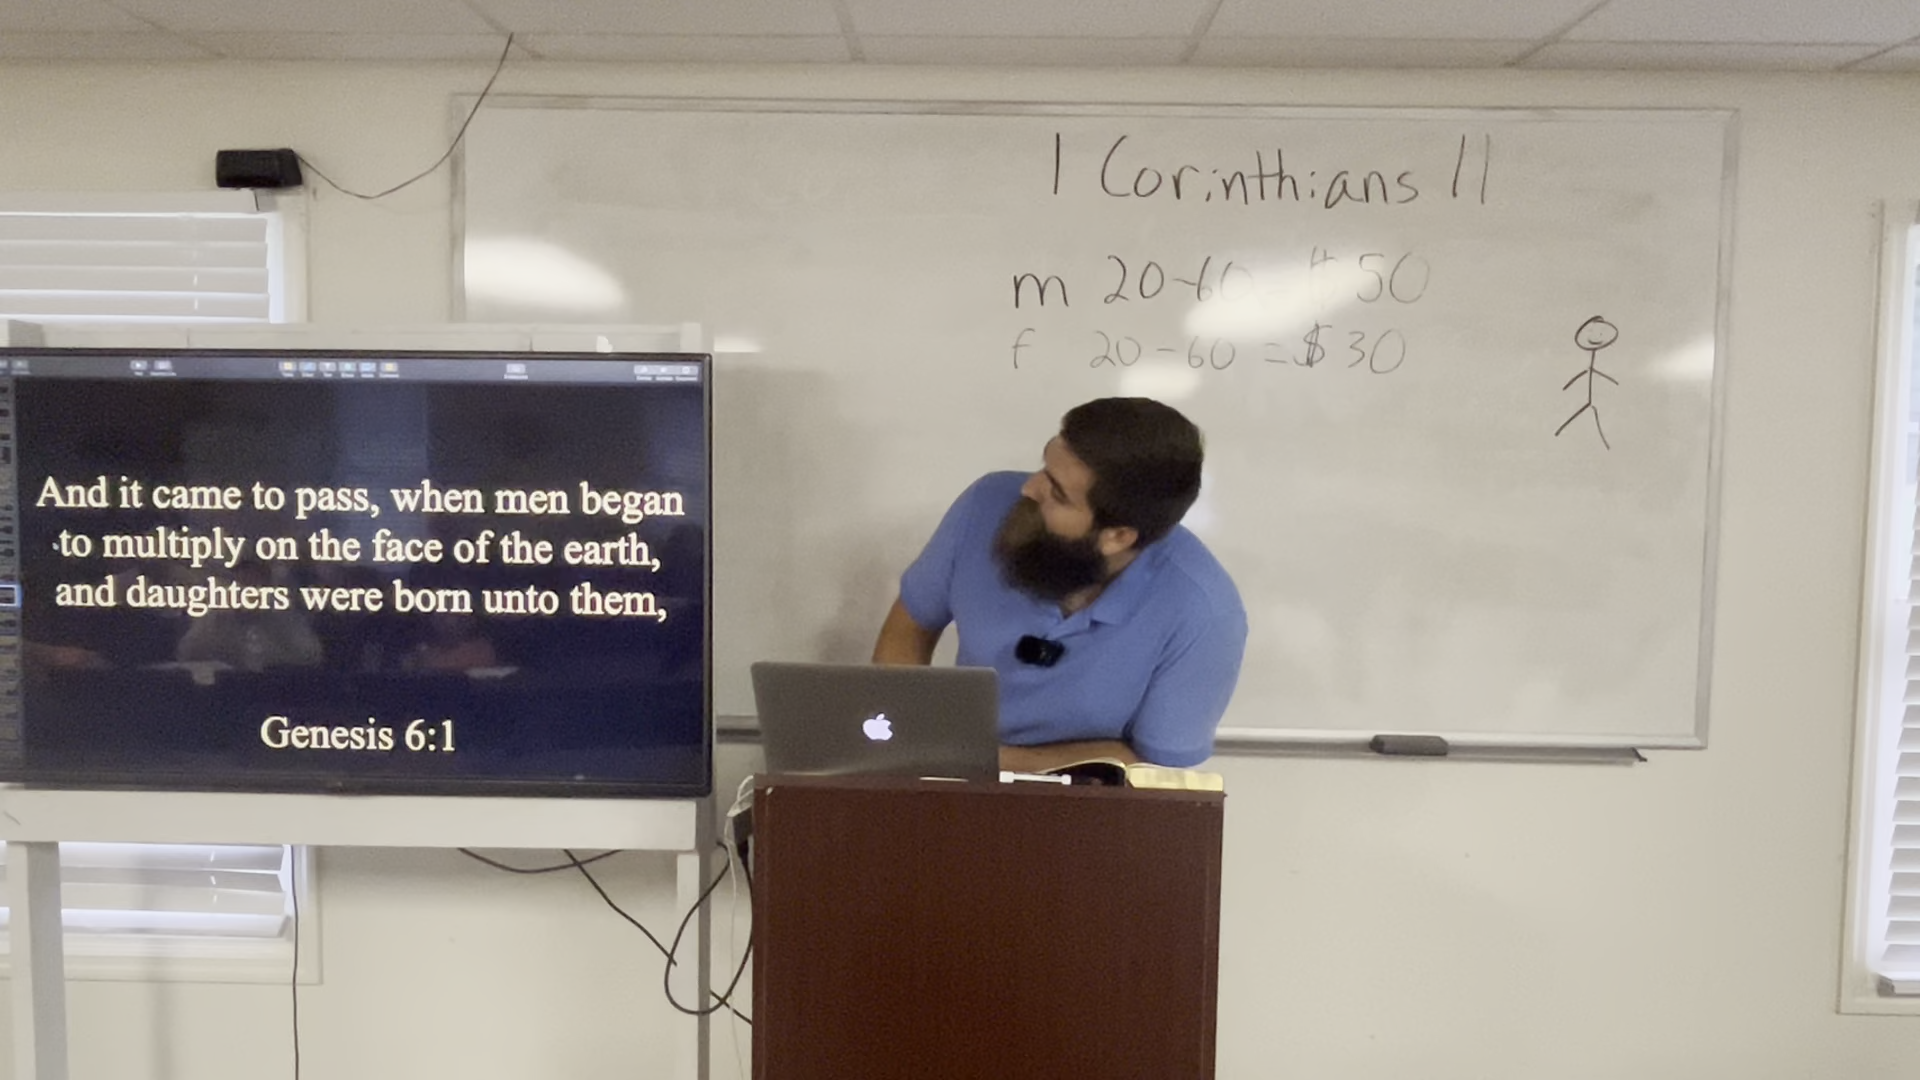 And it came to pass, when men began
to multiply on the face of the earth,
and daughters were born unto them,
Genesis 6:1
1 Corinthians 11
m 20-60 = $50
f 20-60 = $30